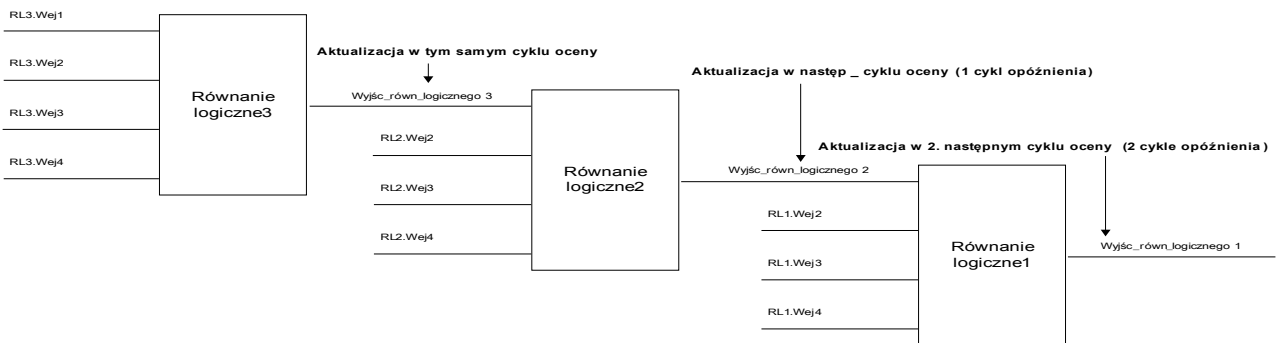 RL3.Wej1
RL3.Wej2
RL3.Wej3
RL3.Wej4
Równanie
logiczne3
Aktualizacja w tym samym cyklu oceny
Wyjśc_równ_logicznego 3
RL2.Wej2
RL2.Wej3
RL2.Wej4
Równanie
logiczne2
Aktualizacja w następ _ cyklu oceny (1 cykl opóźnienia)
Wyjśc_równ_logicznego 2
RL1.Wej2
RL1.Wej3
RL1.Wej4
Równanie
logiczne1
Aktualizacja w 2. następnym cyklu oceny (2 cykle opóźnienia)
Wyjśc_równ_logicznego 1